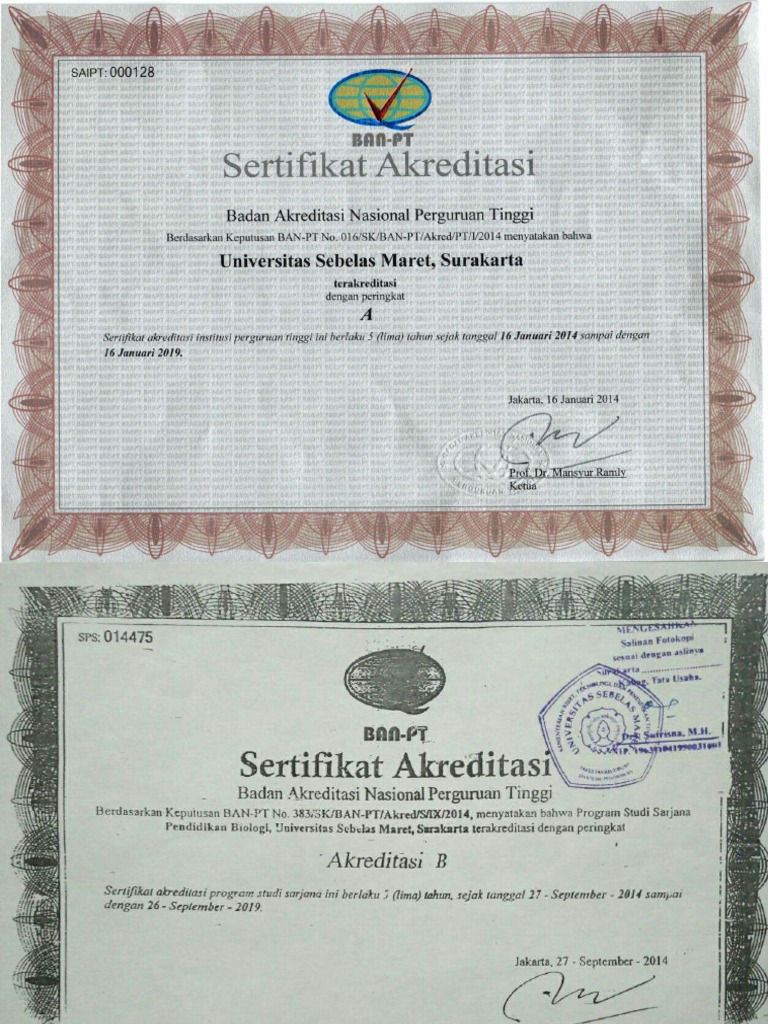 SAIPT: 000128
BAN-PT
Sertifikat Akreditasi
Badan Akreditasi Nasional Perguruan Tinggi
Berdasarkan Keputusan BAN-PT No. 016/SK/BAN-PT/Akred/PT/I/2014 menyatakan bahwa
Universitas Sebelas Maret, Surakarta
terakreditasi
dengan peringkat
A
Sertifikat akreditasi institusi perguruan tinggi ini berlaku 5 (lima) tahun sejak tanggal 16 Januari 2014 sampai dengan
16 Januari 2019.
Jakarta, 16 Januari 2014
Prof. Dr. Mansyur Ramly
Ketua
SPS: 014475
MENGESAHKAN
Salinan Fotokopi
sesuai dengan aslinya
Surakarta
Kabag. Tata Usaha.
UNIVERSITAS SEBELAS MARET
Sutrisna, M.H.
BAN-PT
Sertifikat Akreditasi
Badan Akreditasi Nasional Perguruan Tinggi
Berdasarkan Keputusan BAN-PT No. 383/SK/BAN-PT/Akred/S/IX/2014, menyatakan bahwa Program Studi Sarjana
Pendidikan Biologi, Universitas Sebelas Maret, Surakarta terakreditasi dengan peringkat
Akreditasi B
Sertifikat akreditasi program studi sarjana ini berlaku 5 (lima) tahun, sejak tanggal 27 - September - 2014 sampai
dengan 26 - September - 2019.
Jakarta, 27 - September - 2014